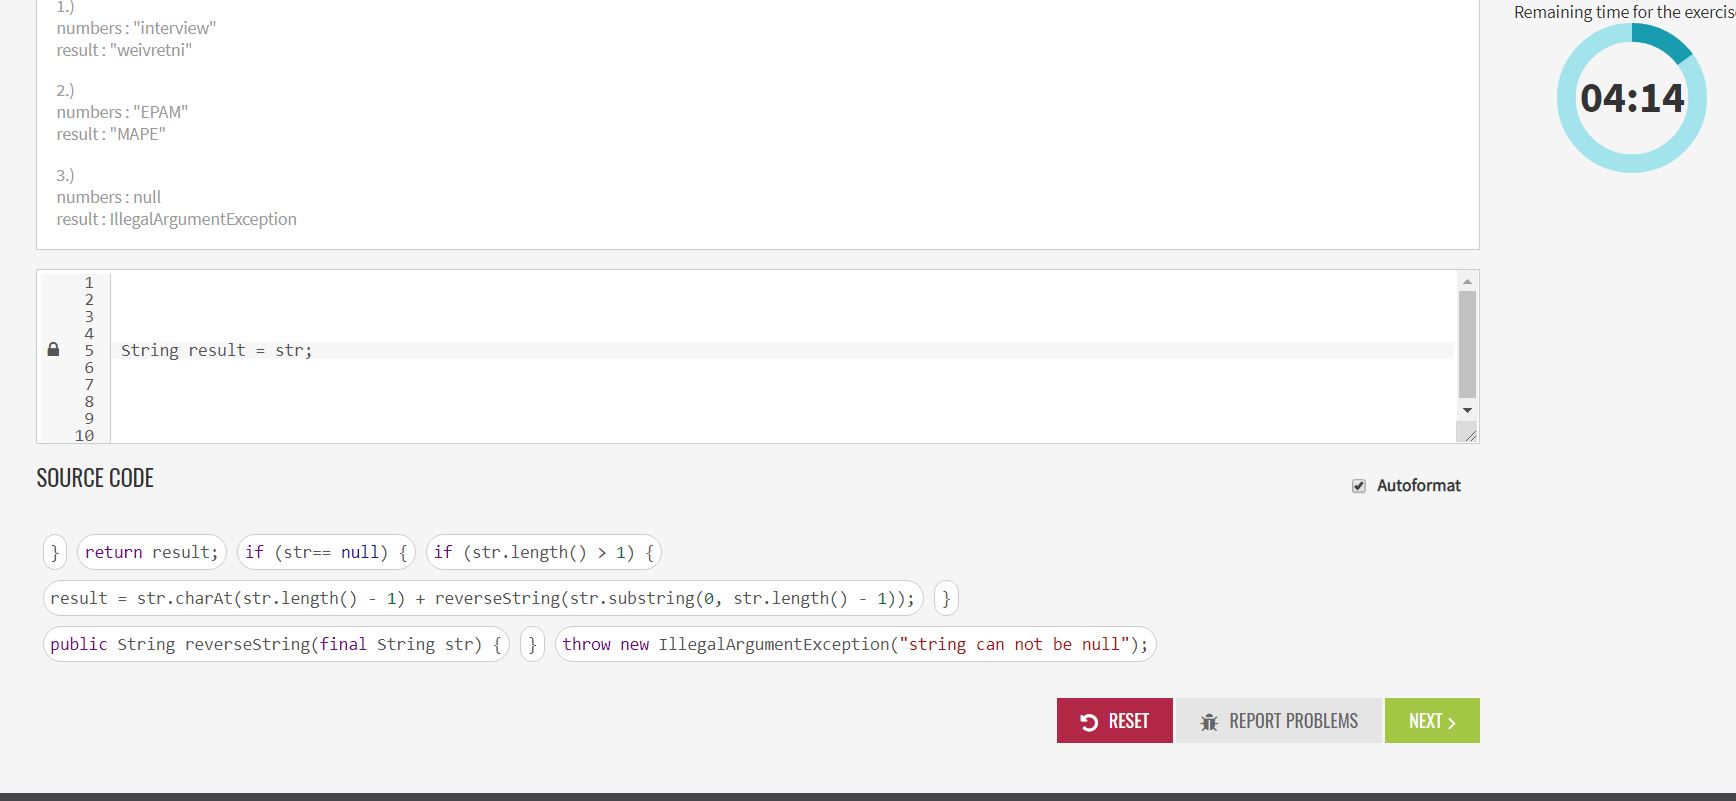 1.)
numbers : "interview"
result : "weivretni"
2.)
numbers : "EPAM"
result : "MAPE"
3.)
numbers : null
result : IllegalArgumentException
Remaining time for the exercis
04:14
1
2
3
4
5 String result = str;
6
7
8
9
10
SOURCE CODE
Autoformat
} return result; if (str== null) { if (str.length() > 1) {
result = str.charAt(str.length() - 1) + reverseString(str.substring(0, str.length() - 1)); }
public String reverseString(final String str) { } throw new IllegalArgumentException("string can not be null");
RESET REPORT PROBLEMS NEXT >